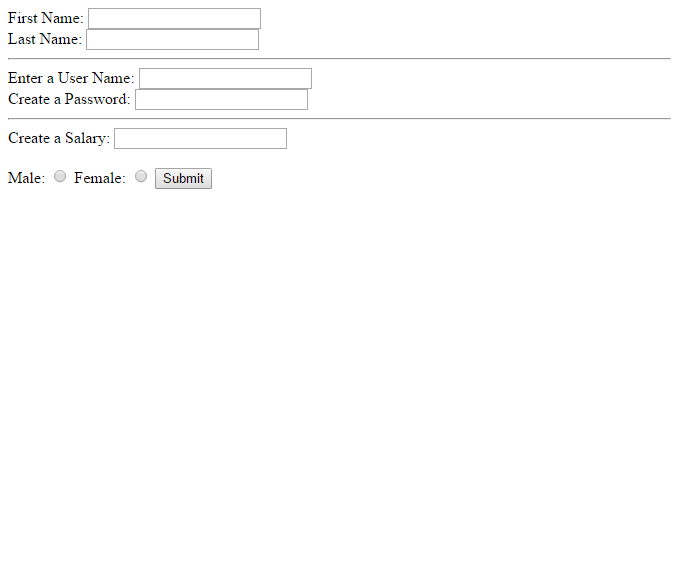 First Name:
Last Name:
Enter a User Name:
Create a Password:
Create a Salary:
Male: Female: Submit